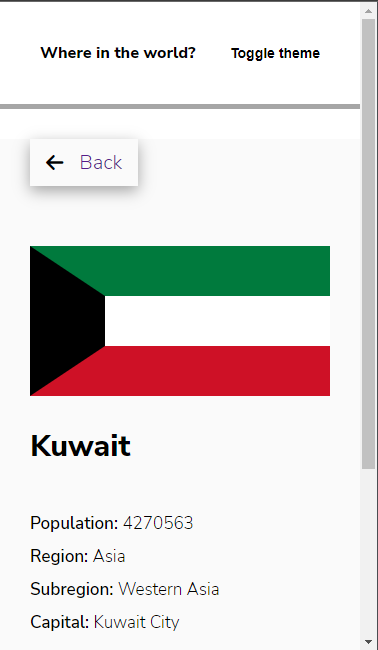 Where in the world? Toggle theme
Back
Kuwait
Population: 4270563
Region: Asia
Subregion: Western Asia
Capital: Kuwait City